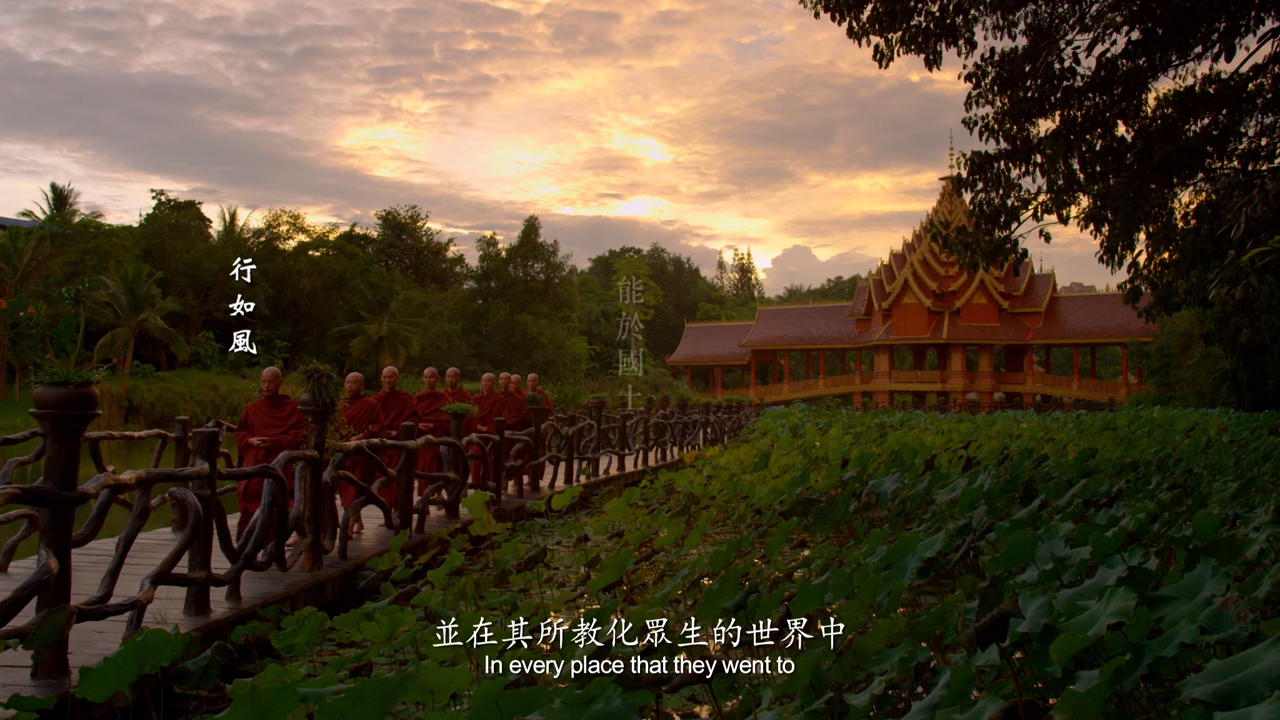 行如風
能於國土
並在其所教化眾生的世界中
In every place that they went to